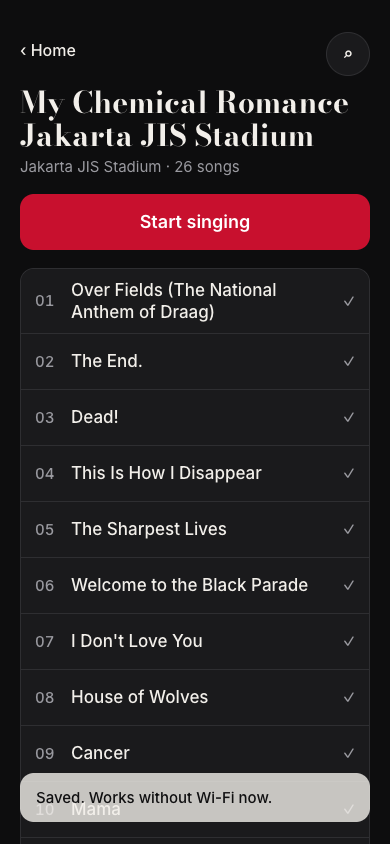 ‹ Home
My Chemical Romance
Jakarta JIS Stadium
Jakarta JIS Stadium · 26 songs
Start singing
01 Over Fields (The National
Anthem of Draag) ✓
02 The End. ✓
03 Dead! ✓
04 This Is How I Disappear ✓
05 The Sharpest Lives ✓
06 Welcome to the Black Parade ✓
07 I Don't Love You ✓
08 House of Wolves ✓
09 Cancer ✓
Saved. Works without Wi-Fi now.
10 Mama ✓